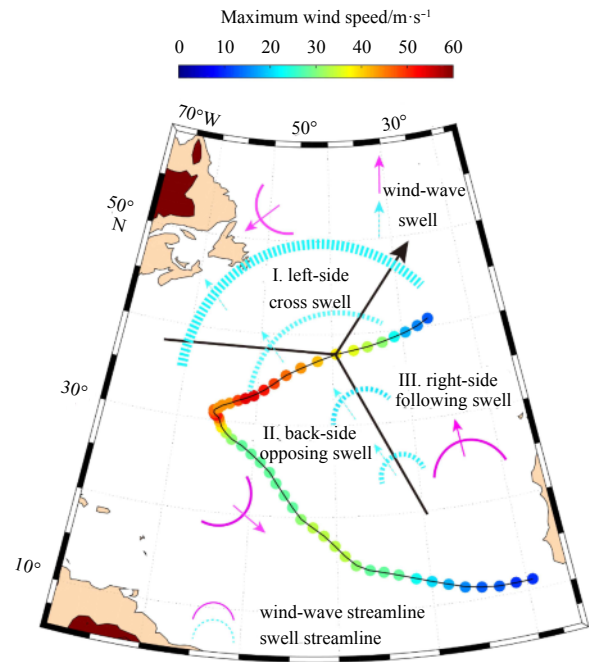 Maximum wind speed/m·s⁻¹
0 10 20 30 40 50 60
70°W
50°
30°
50°
N
wind-wave
swell
I. left-side
cross swell
30°
III. right-side
following swell
II. back-side
opposing swell
10°
wind-wave streamline
swell streamline